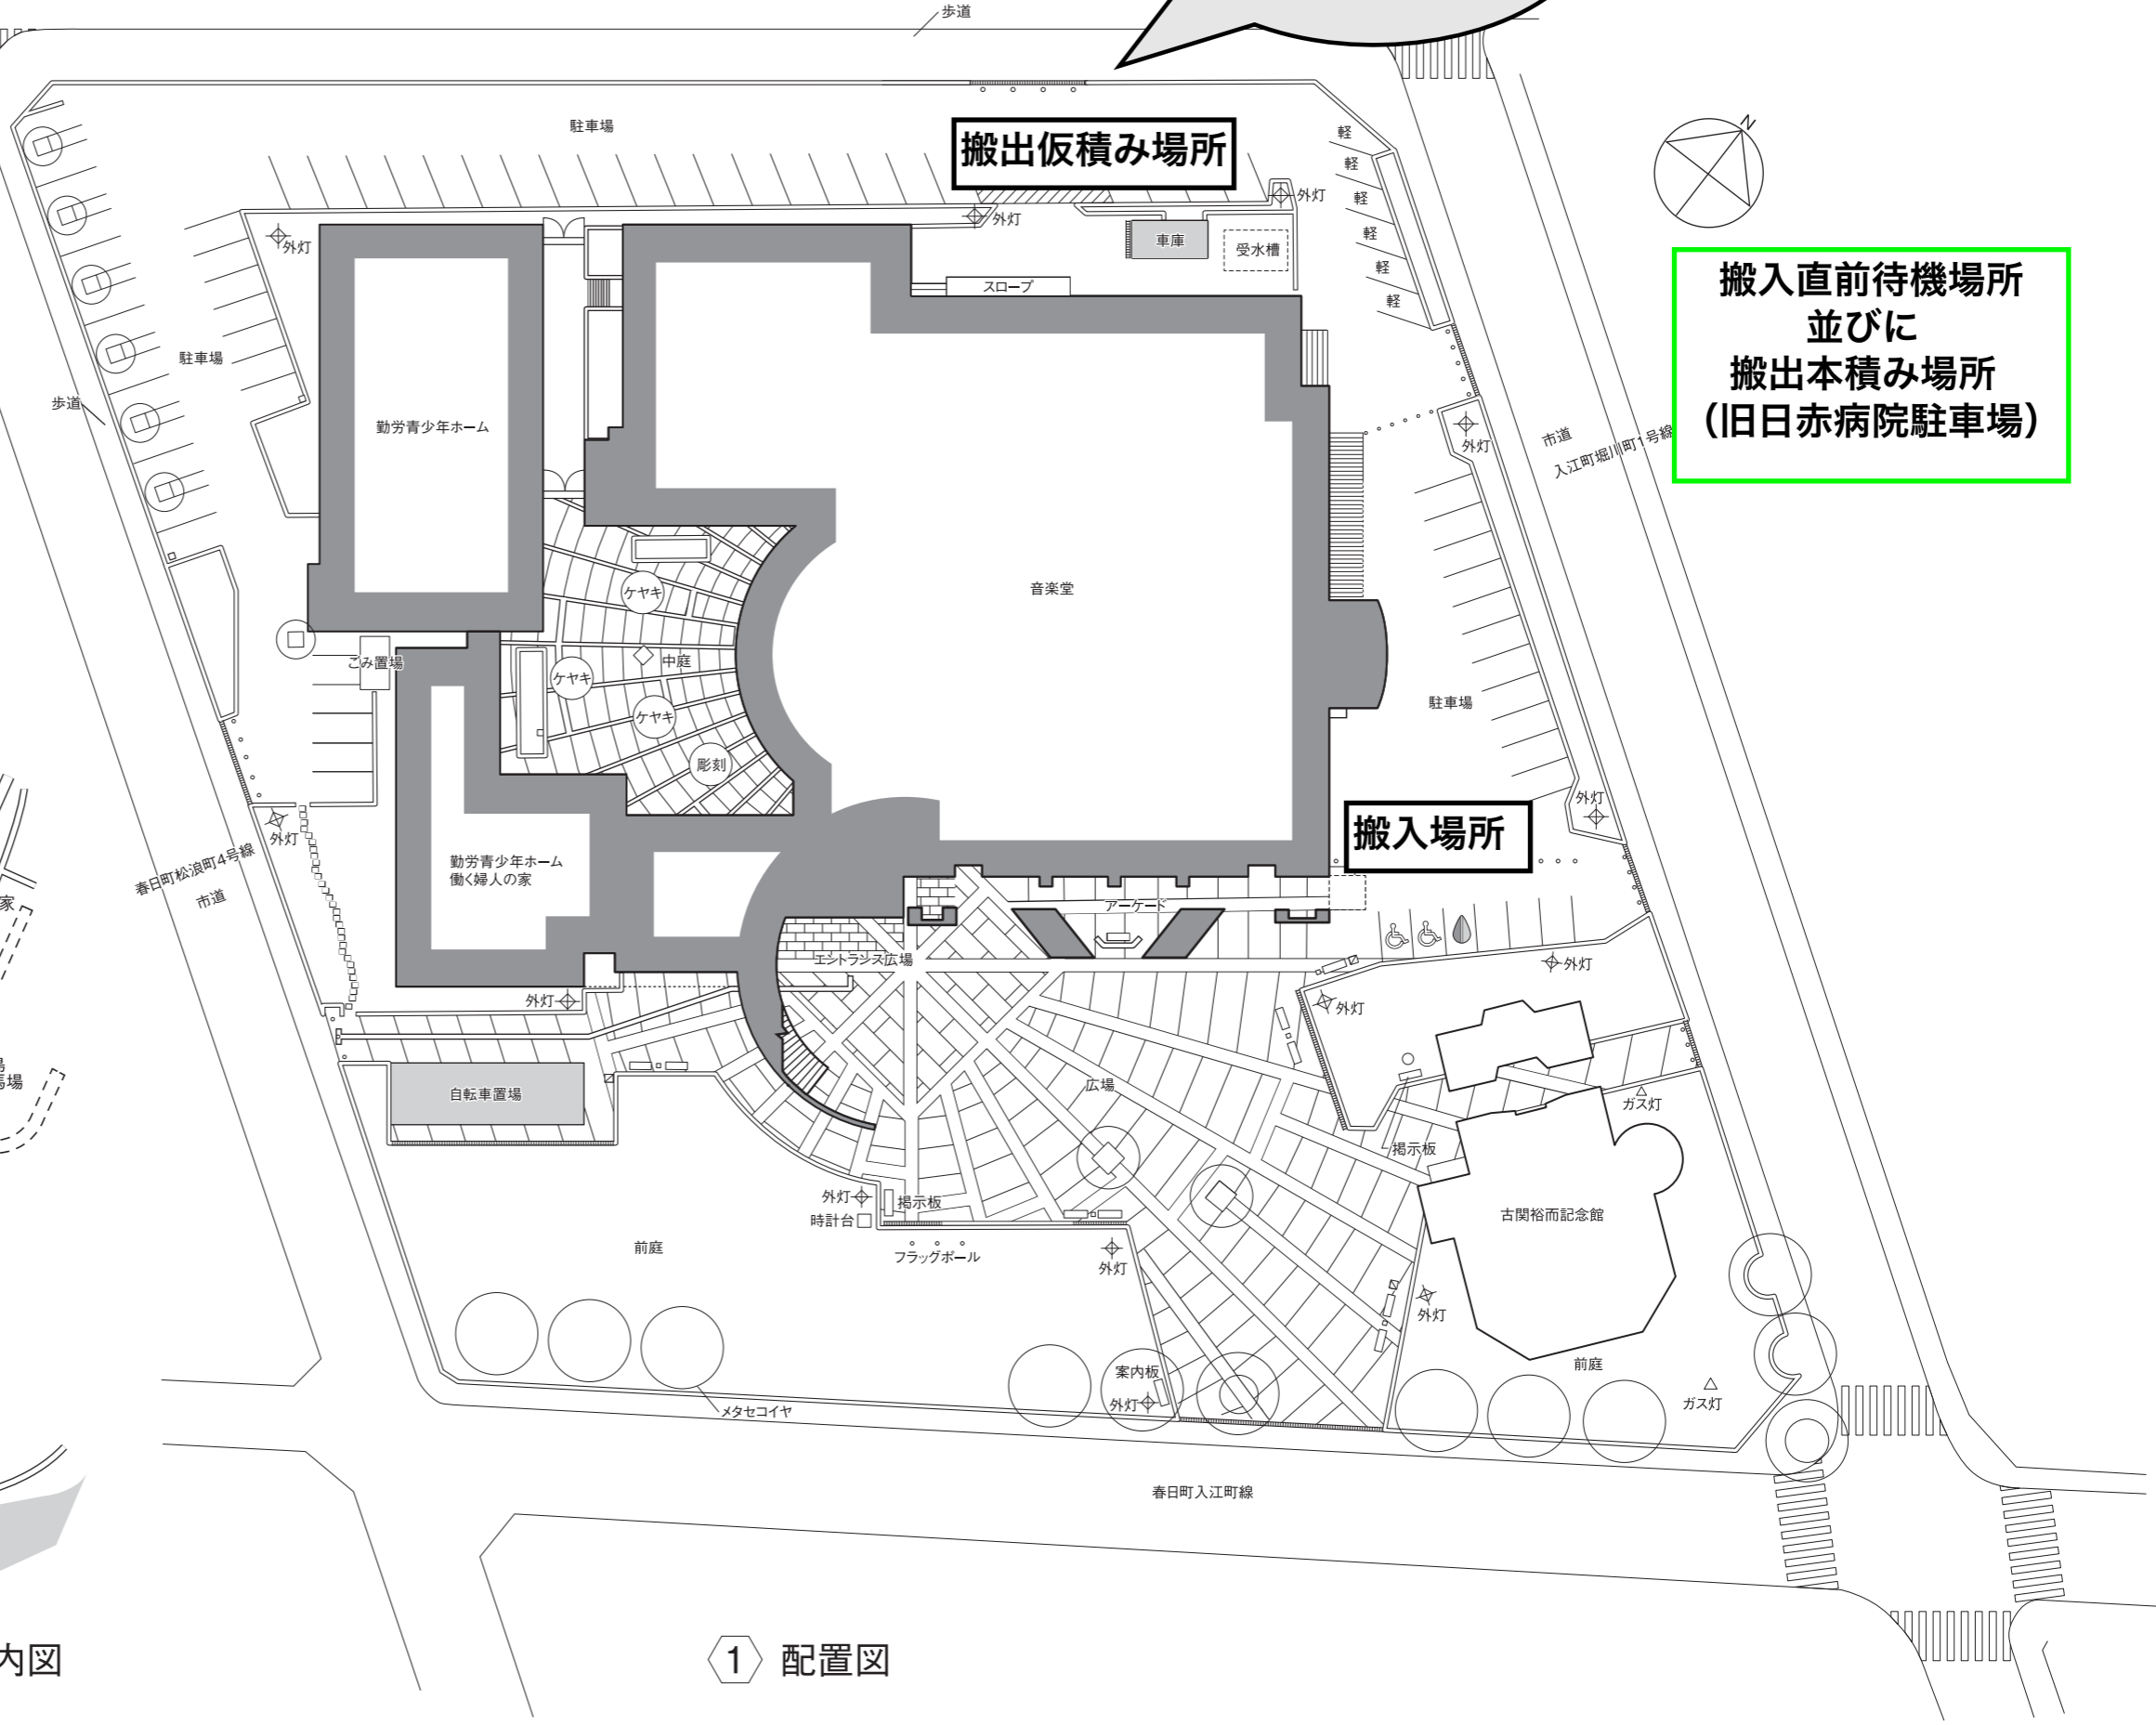 歩道
駐車場
搬出仮積み場所
軽
軽
軽
軽
軽
軽
N
外灯
外灯
外灯
車庫
受水槽
スロープ
搬入直前待機場所
並びに
搬出本積み場所
(旧日赤病院駐車場)
駐車場
歩道
勤労青少年ホーム
外灯
市道
入江町堀川町1号線
音楽堂
ケヤキ
中庭
ケヤキ
ケヤキ
彫刻
ごみ置場
駐車場
外灯
搬入場所
外灯
春日町松浪町4号線
市道
勤労青少年ホーム
働く婦人の家
家
アーケード
エントランス広場
外灯
外灯
外灯
場
自転車置場
広場
ガス灯
掲示板
外灯
掲示板
時計台
古関裕而記念館
前庭
フラッグポール
外灯
外灯
案内板
外灯
前庭
ガス灯
メタセコイヤ
春日町入江町線
内図
1 配置図